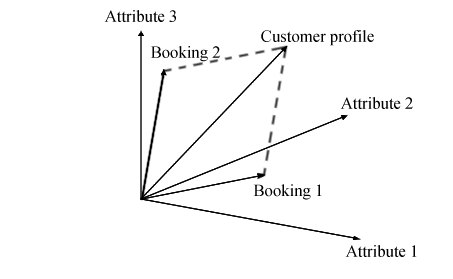 Attribute 3
Customer profile
Booking 2
Attribute 2
Booking 1
Attribute 1